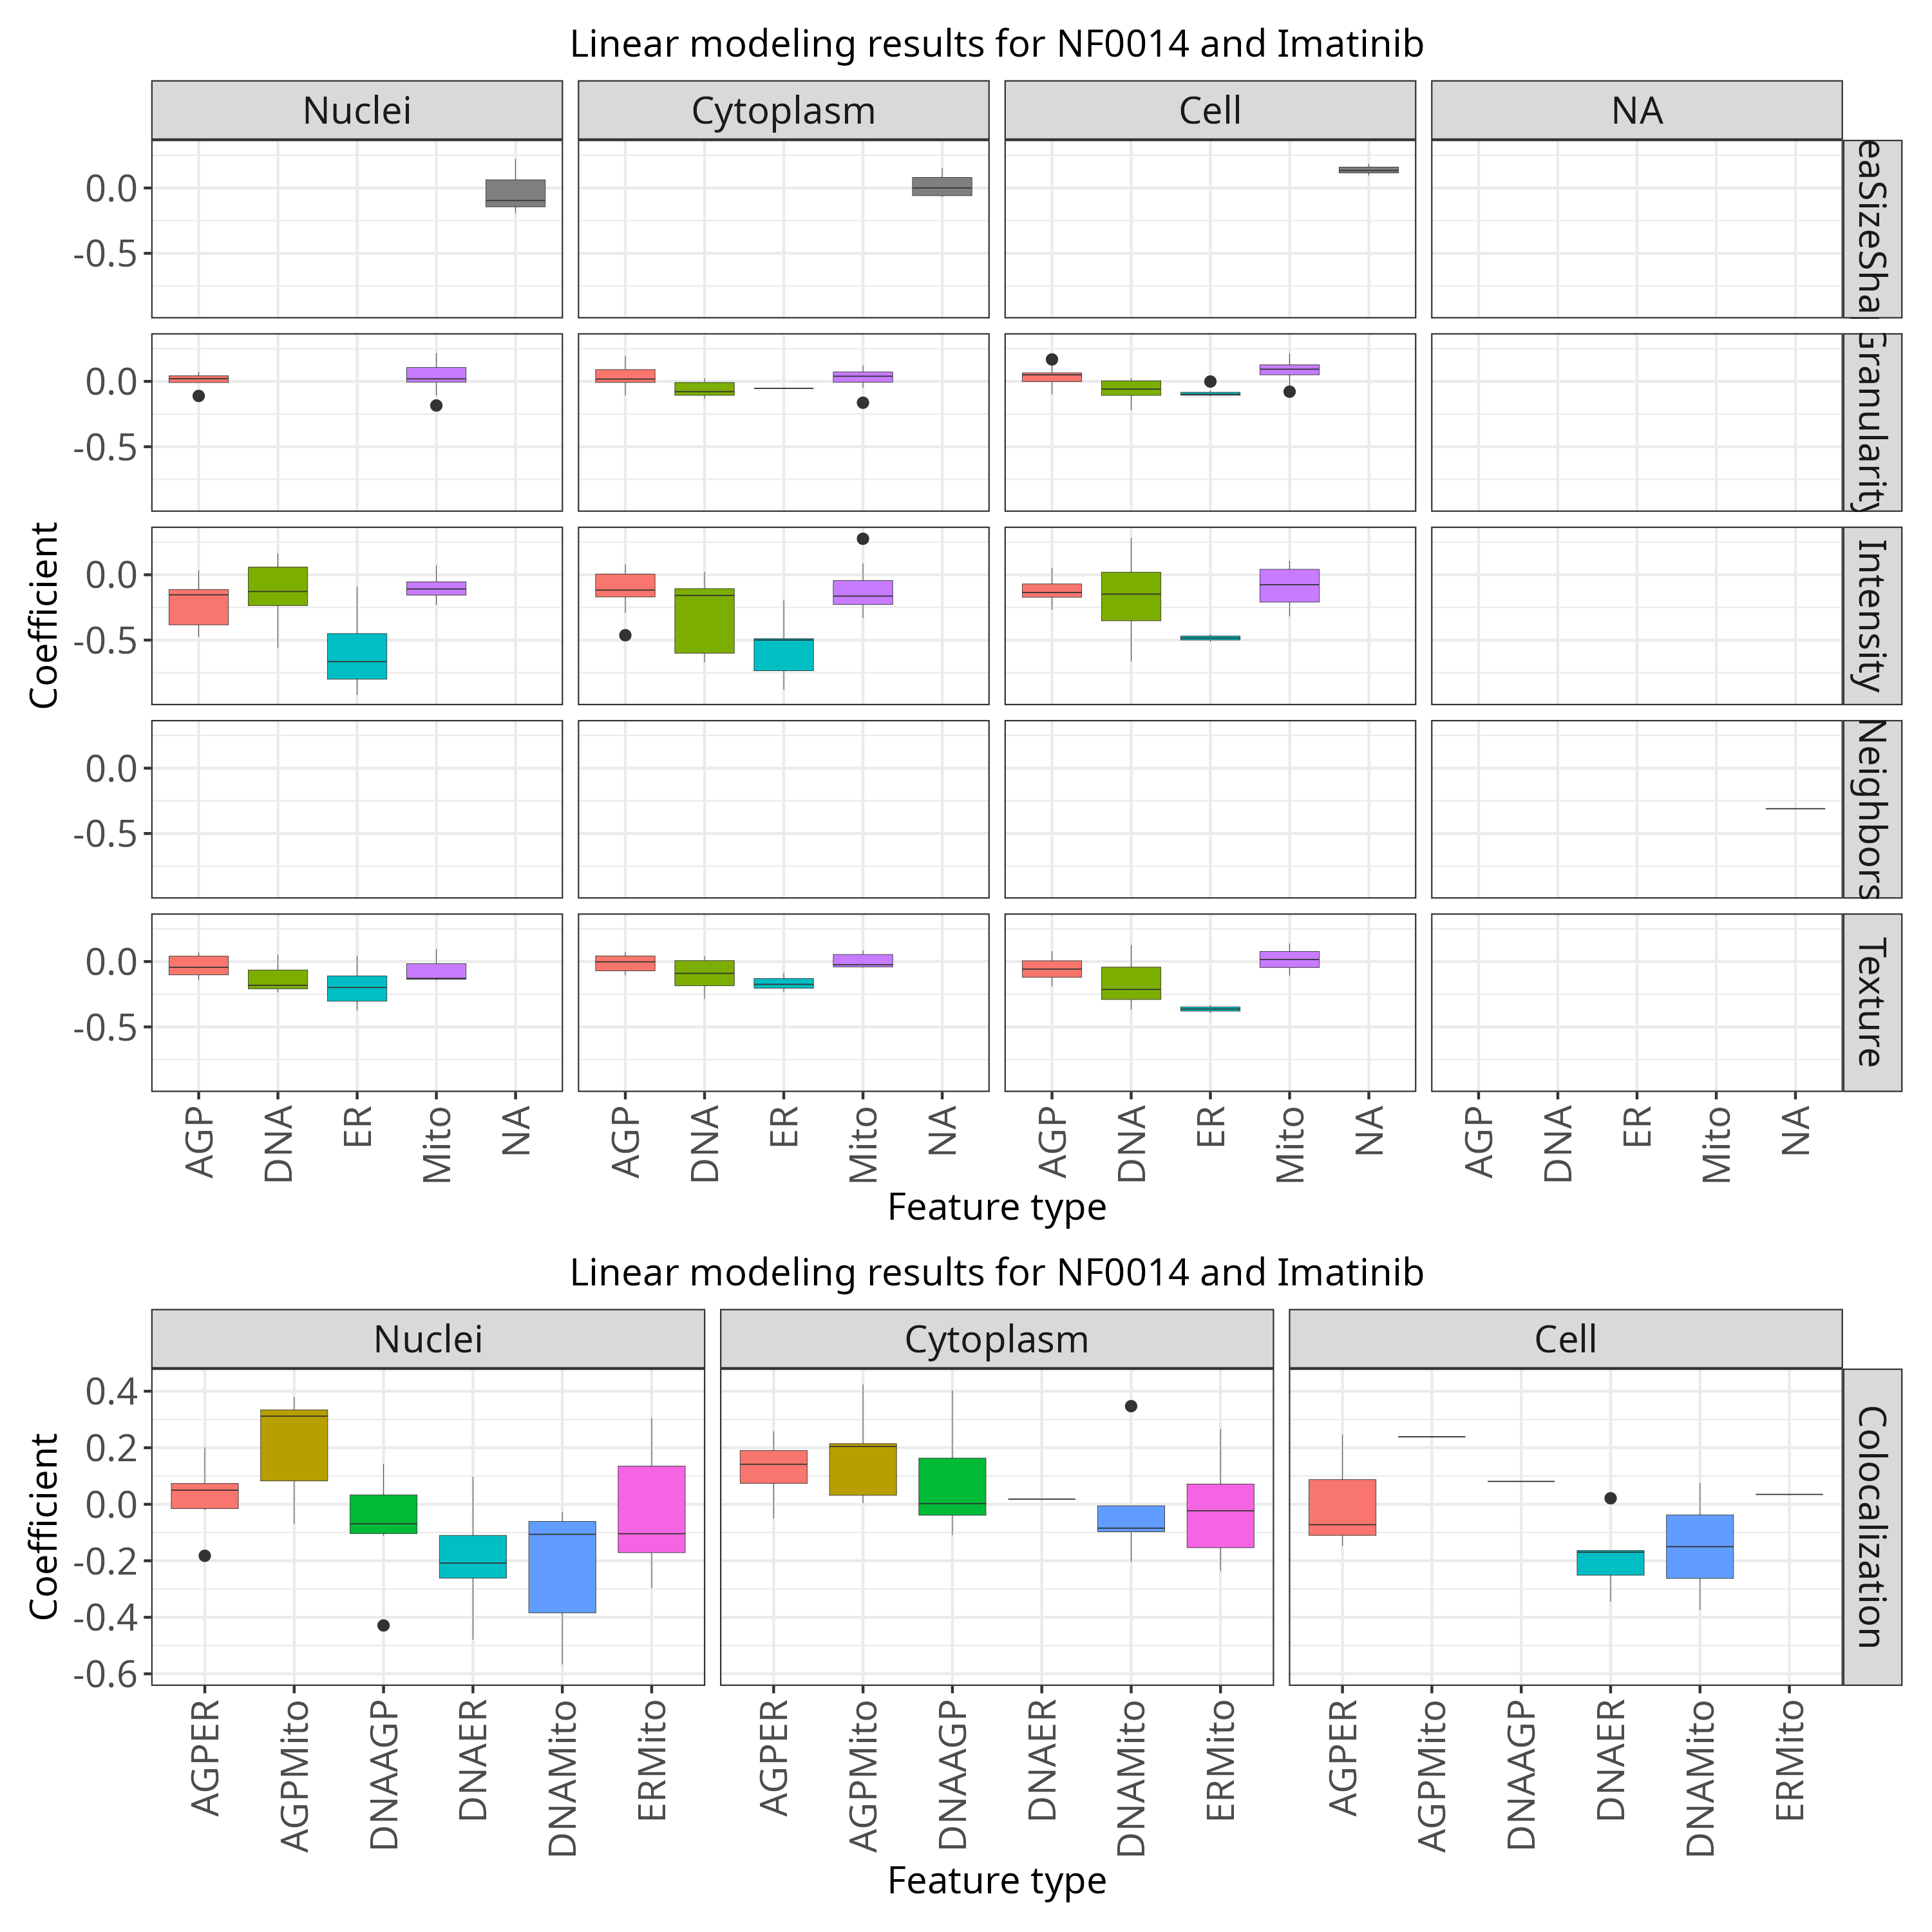 Linear modeling results for NF0014 and Imatinib
Nuclei Cytoplasm Cell NA
0.0
-0.5
eaSizeSha
0.0
-0.5
Granularity
0.0
-0.5
Intensity
0.0
-0.5
Neighbors
0.0
-0.5
Texture
Coefficient
AGP DNA ER Mito NA AGP DNA ER Mito NA AGP DNA ER Mito NA AGP DNA ER Mito NA
Feature type
Linear modeling results for NF0014 and Imatinib
Nuclei Cytoplasm Cell
0.4
0.2
0.0
-0.2
-0.4
-0.6
Coefficient
Colocalization
AGPER AGPMito DNAAGP DNAER DNAMito ERMito AGPER AGPMito DNAAGP DNAER DNAMito ERMito AGPER AGPMito DNAAGP DNAER DNAMito ERMito
Feature type